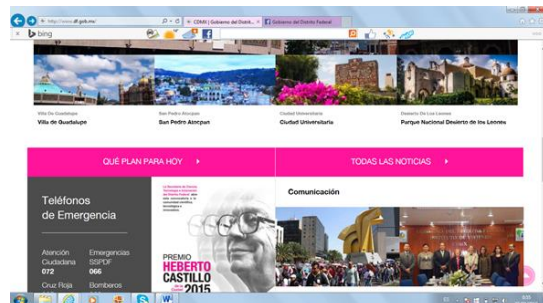 http://www.df.gob.mx/
CDMX | Gobierno del Distrit...
Gobierno del Distrito Federal
bing
Villa De Guadalupe
San Pedro Atocpan
Ciudad Universitaria
Desierto De Los Leones
Villa de Guadalupe
San Pedro Atocpan
Ciudad Universitaria
Parque Nacional Desierto de los Leones
QUÉ PLAN PARA HOY
TODAS LAS NOTICIAS
Teléfonos
de Emergencia
Atención
Ciudadana
072
Emergencias
SSPDF
066
Cruz Roja
Bomberos
PREMIO
HEBERTO
CASTILLO
2015
Comunicación
ES